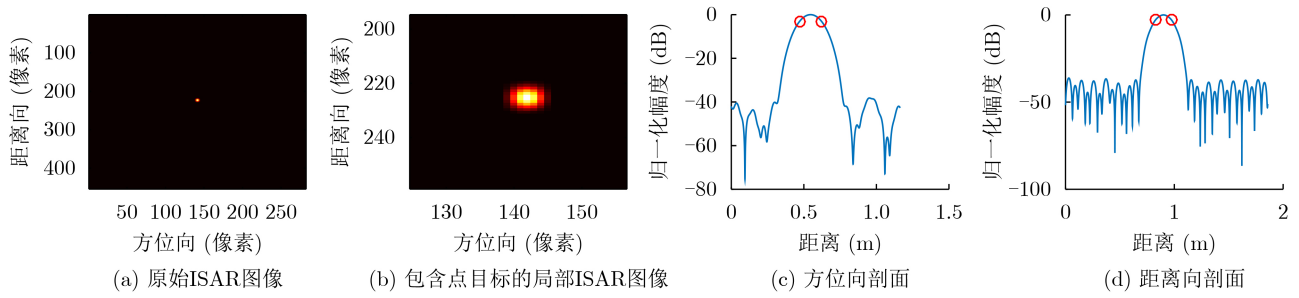 距离向 (像素)
100
200
300
400
50 100 150 200 250
方位向 (像素)
(a) 原始ISAR图像
距离向 (像素)
200
220
240
130 140 150
方位向 (像素)
(b) 包含点目标的局部ISAR图像
归一化幅度 (dB)
0
−20
−40
−60
−80
0 0.5 1.0 1.5
距离 (m)
(c) 方位向剖面
归一化幅度 (dB)
0
−50
−100
0 1 2
距离 (m)
(d) 距离向剖面